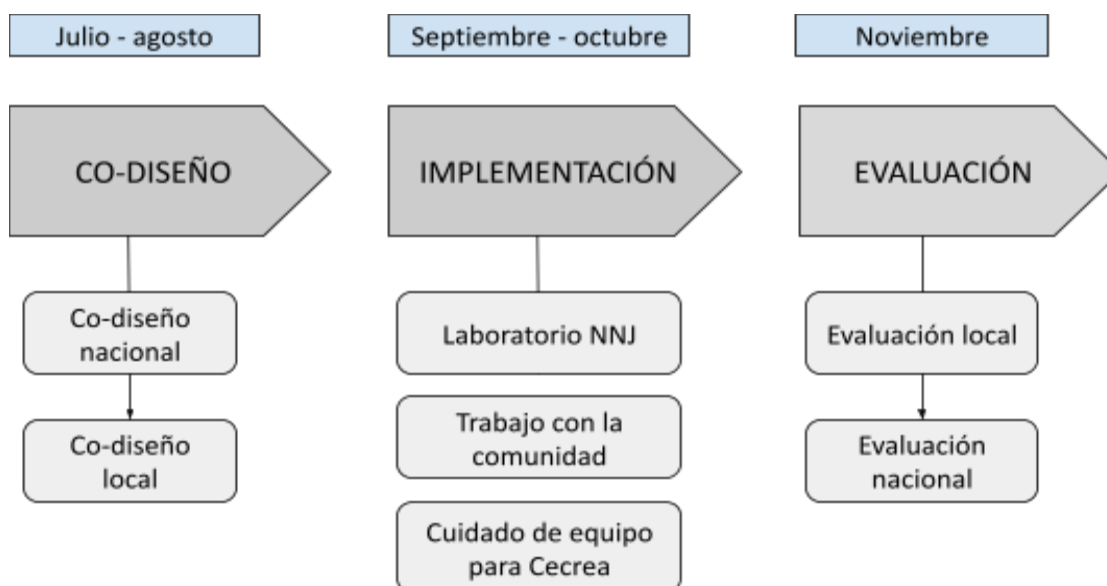 Julio - agosto
Septiembre - octubre
Noviembre
CO-DISEÑO
IMPLEMENTACIÓN
EVALUACIÓN
Co-diseño
nacional
Co-diseño
local
Laboratorio NNJ
Trabajo con la
comunidad
Cuidado de equipo
para Cecrea
Evaluación local
Evaluación
nacional